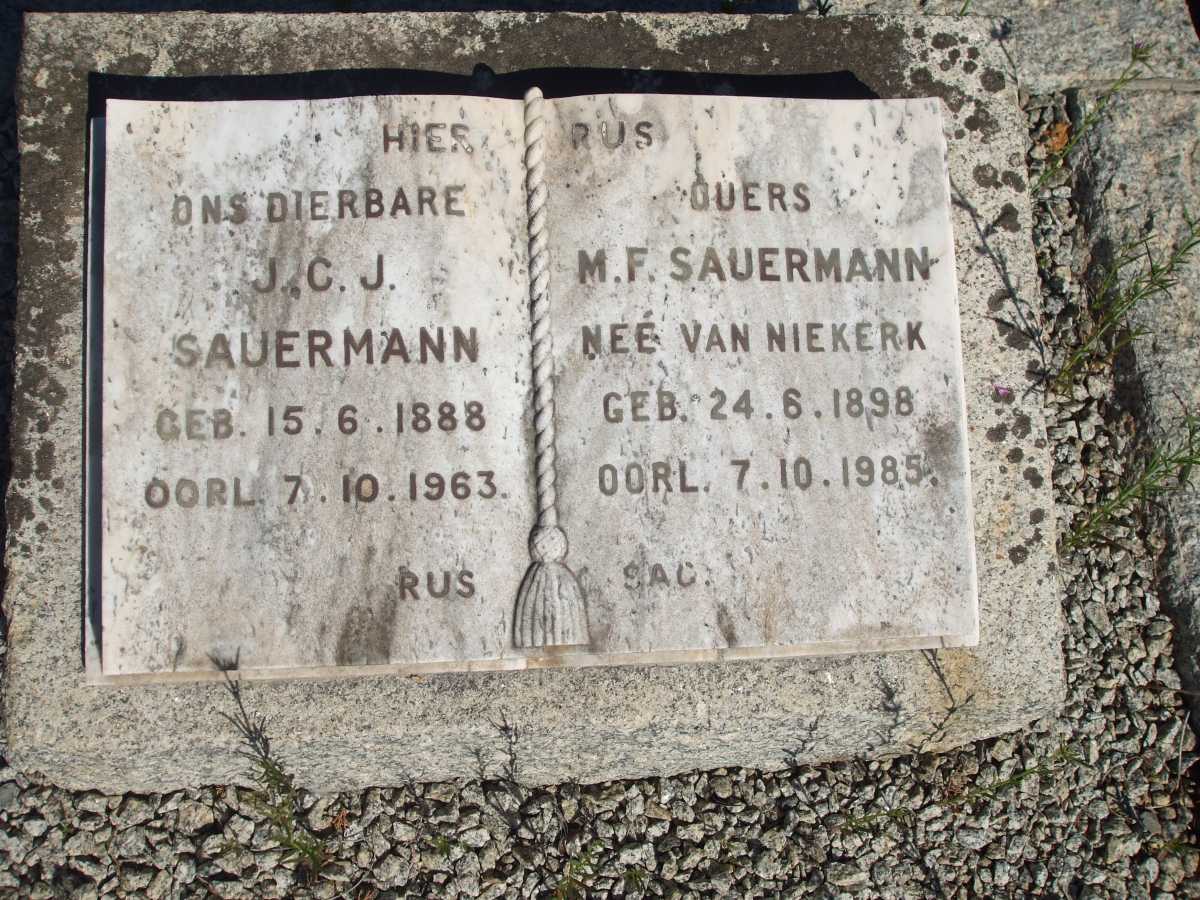 HIER RUS
ONS DIERBARE OUERS
J. C. J.
SAUERMANN
GEB. 15. 6. 1888
OORL. 7. 10. 1963.
M. F. SAUERMANN
NEÉ VAN NIEKERK
GEB. 24. 6. 1898
OORL. 7. 10. 1985.
RUS SAG.